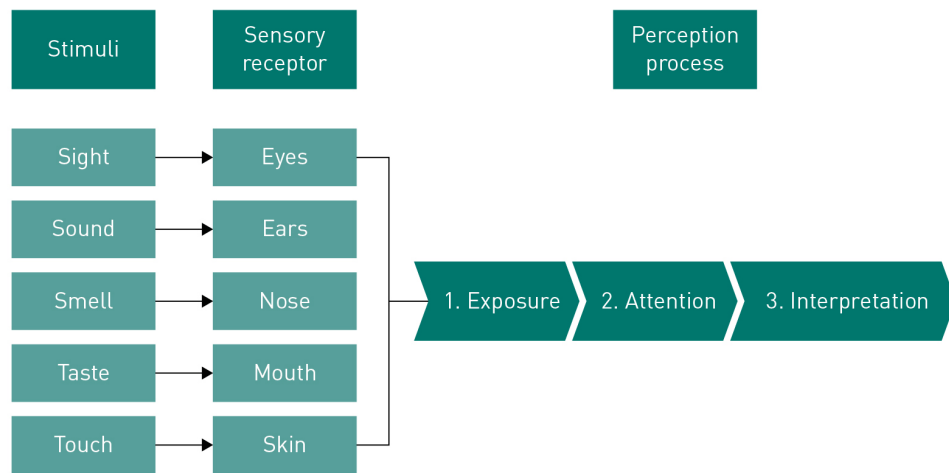 Stimuli
Sensory
receptor
Perception
process
Sight
Eyes
Sound
Ears
Smell
Nose
Taste
Mouth
Touch
Skin
1. Exposure
2. Attention
3. Interpretation